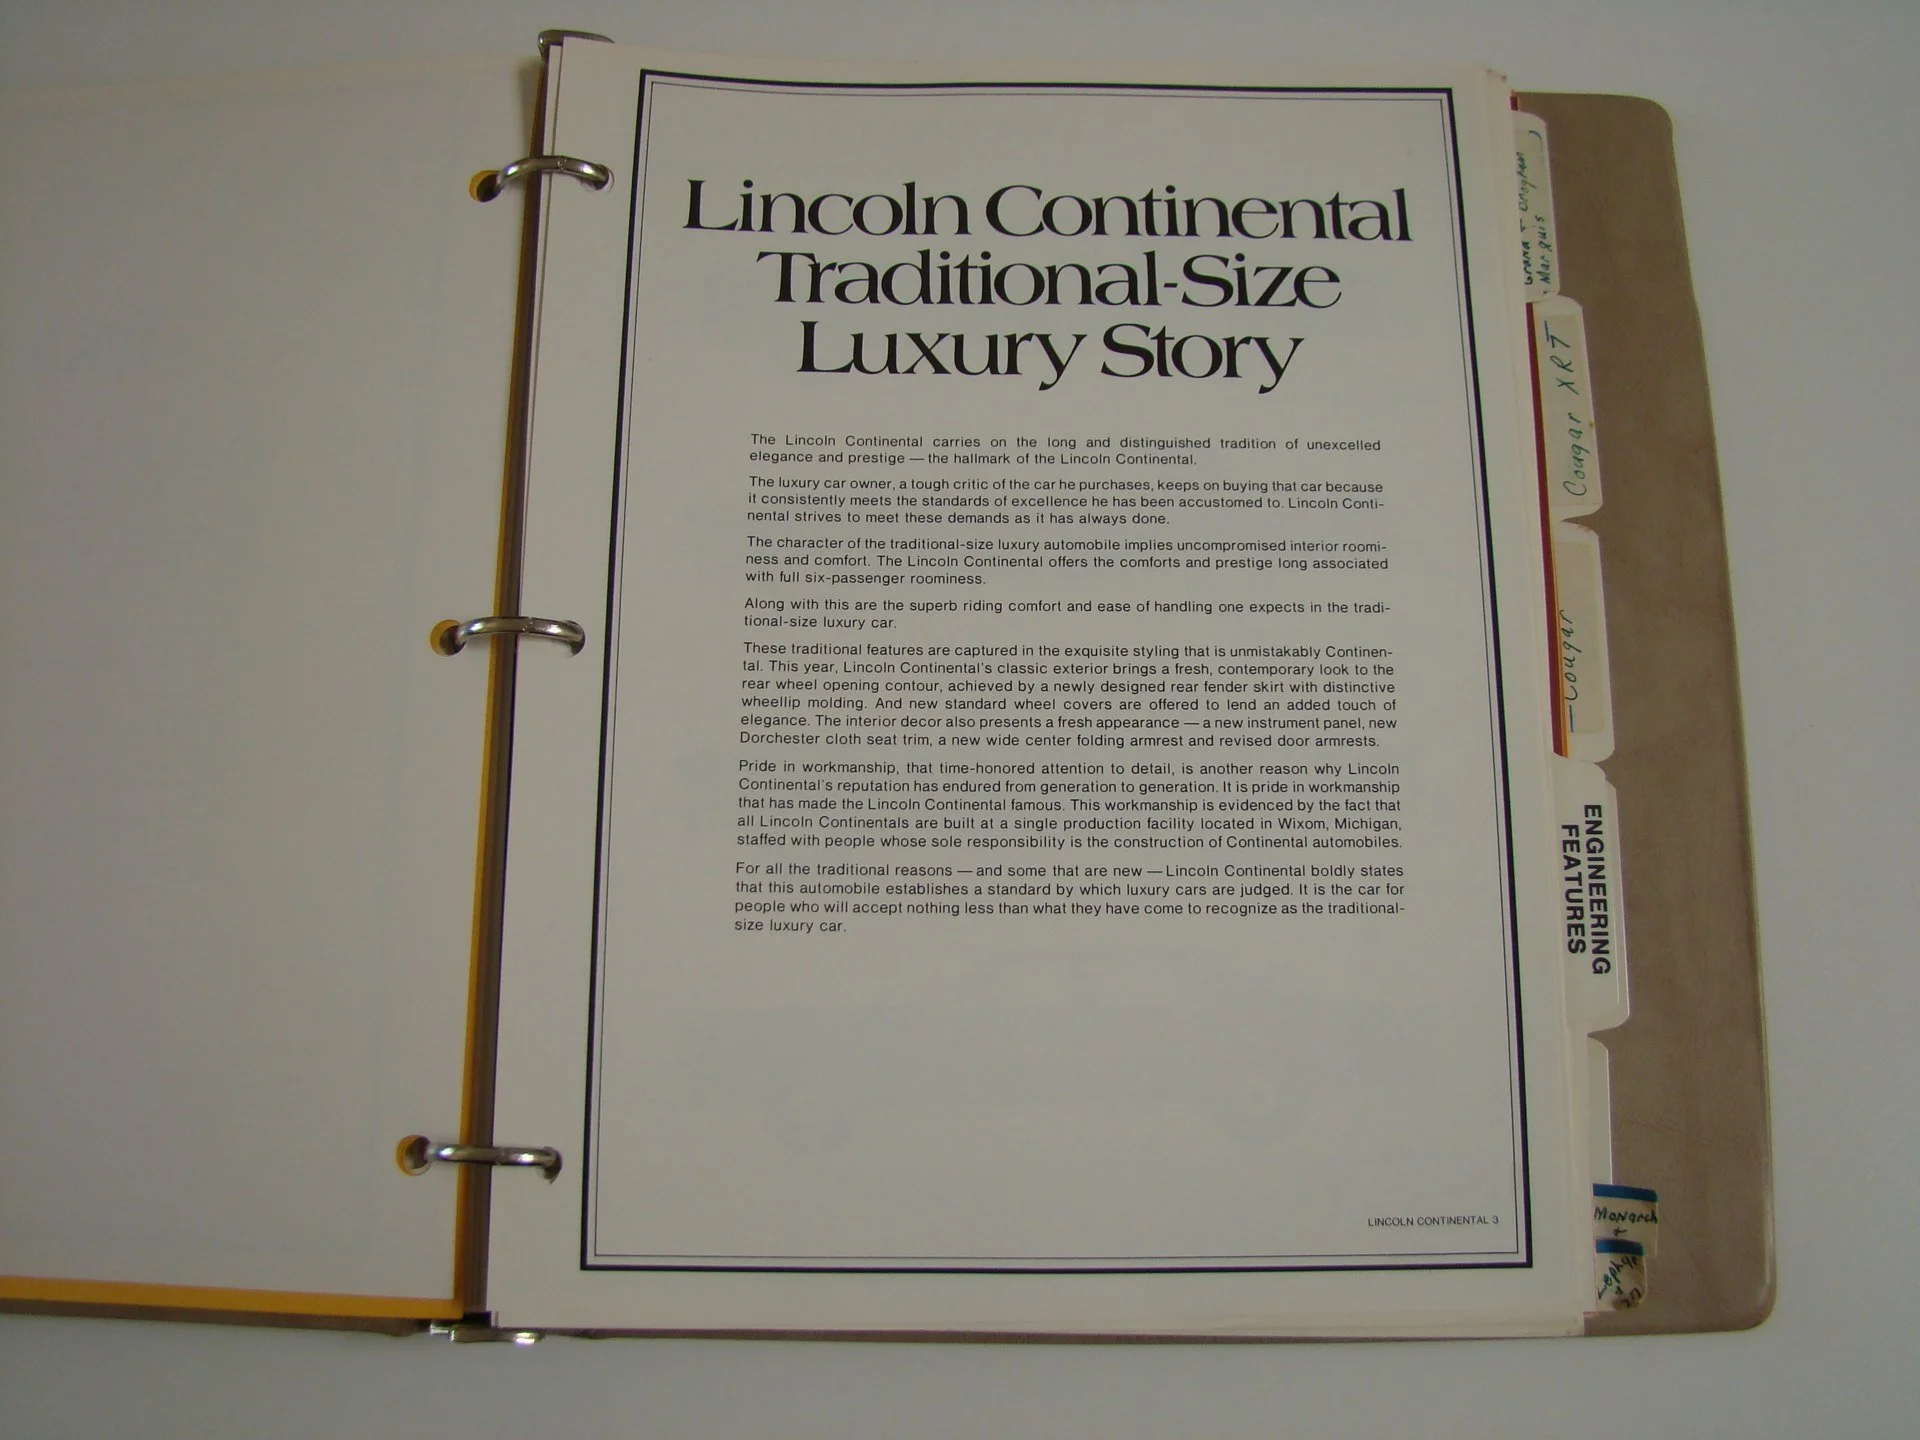 Lincoln Continental
Traditional-Size
Luxury Story
The Lincoln Continental carries on the long and distinguished tradition of unexcelled
elegance and prestige — the hallmark of the Lincoln Continental.
The luxury car owner, a tough critic of the car he purchases, keeps on buying that car because
it consistently meets the standards of excellence he has been accustomed to. Lincoln Conti-
nental strives to meet these demands as it has always done.
The character of the traditional-size luxury automobile implies uncompromised interior roomi-
ness and comfort. The Lincoln Continental offers the comforts and prestige long associated
with full six-passenger roominess.
Along with this are the superb riding comfort and ease of handling one expects in the tradi-
tional-size luxury car.
These traditional features are captured in the exquisite styling that is unmistakably Continen-
tal. This year, Lincoln Continental's classic exterior brings a fresh, contemporary look to the
rear wheel opening contour, achieved by a newly designed rear fender skirt with distinctive
wheellip molding. And new standard wheel covers are offered to lend an added touch of
elegance. The interior decor also presents a fresh appearance — a new instrument panel, new
Dorchester cloth seat trim, a new wide center folding armrest and revised door armrests.
Pride in workmanship, that time-honored attention to detail, is another reason why Lincoln
Continental's reputation has endured from generation to generation. It is pride in workmanship
that has made the Lincoln Continental famous. This workmanship is evidenced by the fact that
all Lincoln Continentals are built at a single production facility located in Wixom, Michigan,
staffed with people whose sole responsibility is the construction of Continental automobiles.
For all the traditional reasons — and some that are new — Lincoln Continental boldly states
that this automobile establishes a standard by which luxury cars are judged. It is the car for
people who will accept nothing less than what they have come to recognize as the traditional-
size luxury car.
LINCOLN CONTINENTAL 3
Grand
Marquis
Cougar XR7
Cougar
ENGINEERING
FEATURES
Monarch
+